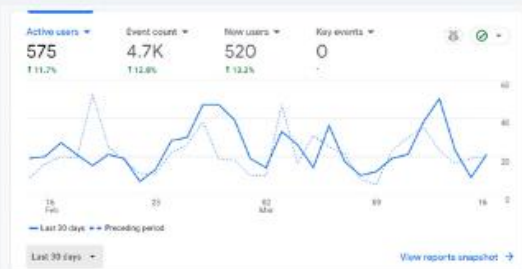 Active users Event count New users Key events
575 4.7K 520 0
↑ 11.7% ↑ 12.8% ↑ 13.2% -
60
40
20
0
16 23 02 09 16
Feb Mar
Last 30 days Preceding period
Last 30 days
View reports snapshot →